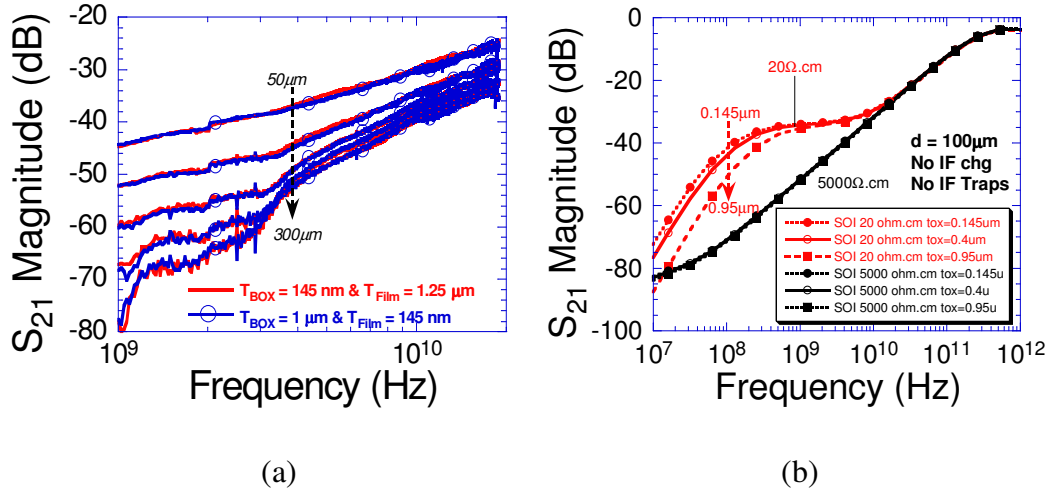 -20
-30
-40
-50
-60
-70
-80
S21 Magnitude (dB)
50μm
300μm
TBOX = 145 nm & TFilm = 1.25 μm
TBOX = 1 μm & TFilm = 145 nm
10^9
10^10
Frequency (Hz)
(a)
0
-20
-40
-60
-80
-100
S21 Magnitude (dB)
20Ω.cm
0.145μm
0.95μm
5000Ω.cm
d = 100μm
No IF chg
No IF Traps
SOI 20 ohm.cm tox=0.145um
SOI 20 ohm.cm tox=0.4um
SOI 20 ohm.cm tox=0.95um
SOI 5000 ohm.cm tox=0.145u
SOI 5000 ohm.cm tox=0.4u
SOI 5000 ohm.cm tox=0.95u
10^7
10^8
10^9
10^10
10^11
10^12
Frequency (Hz)
(b)